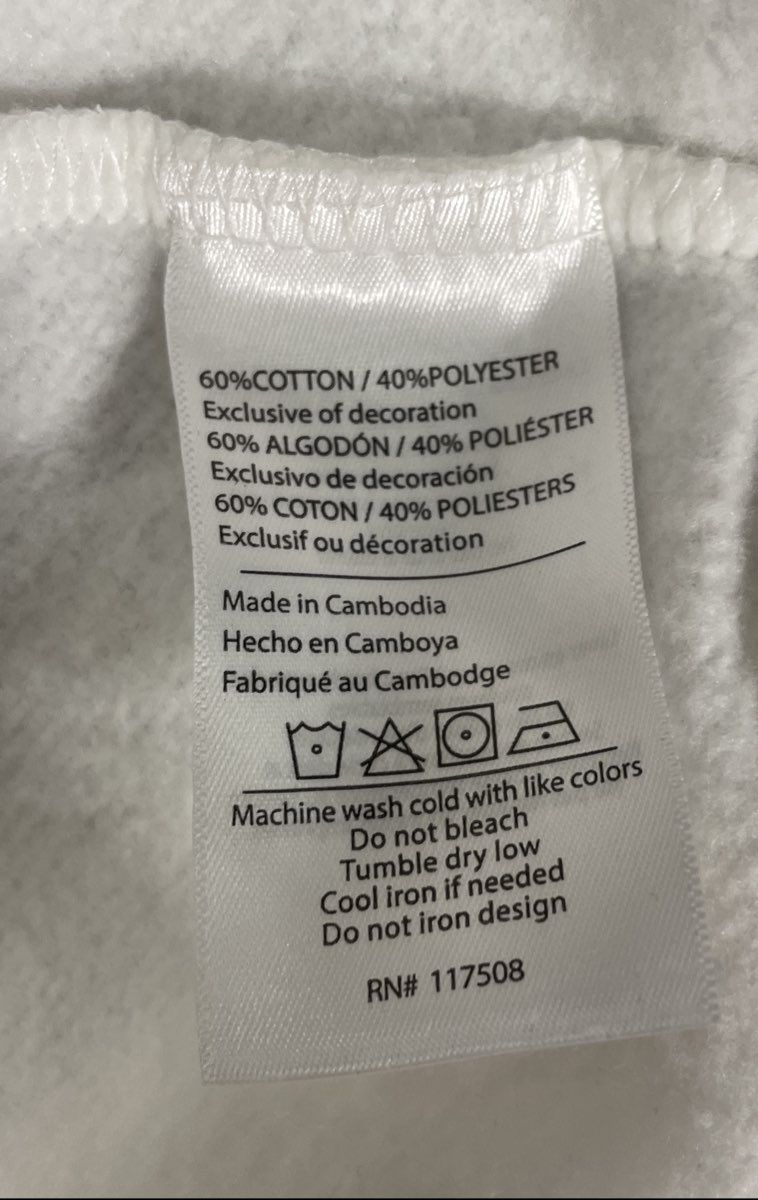 60%COTTON / 40%POLYESTER
Exclusive of decoration
60% ALGODÓN / 40% POLIÉSTER
Exclusivo de decoración
60% COTON / 40% POLIESTERS
Exclusif ou décoration
Made in Cambodia
Hecho en Camboya
Fabriqué au Cambodge
Machine wash cold with like colors
Do not bleach
Tumble dry low
Cool iron if needed
Do not iron design
RN# 117508